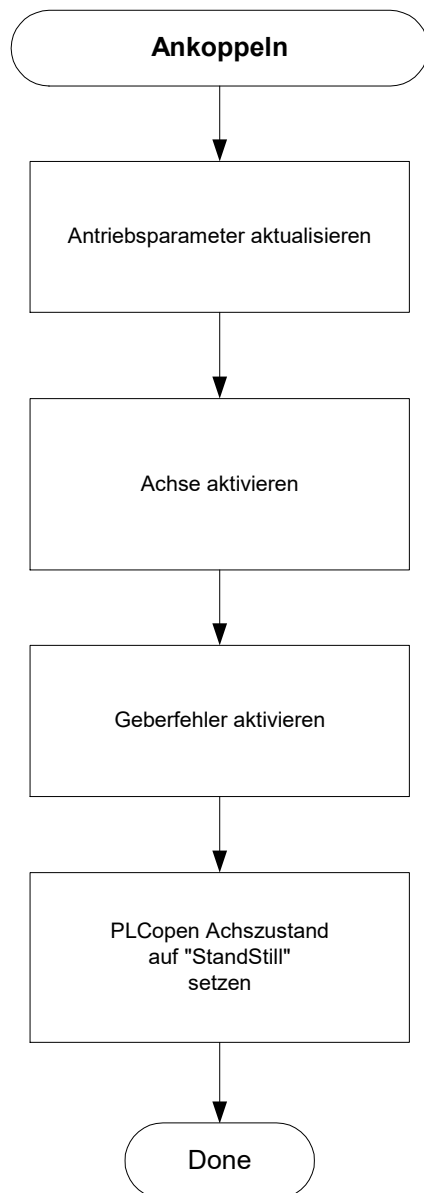 Ankoppeln
Antriebsparameter aktualisieren
Achse aktivieren
Geberfehler aktivieren
PLCopen Achszustand
auf "StandStill"
setzen
Done